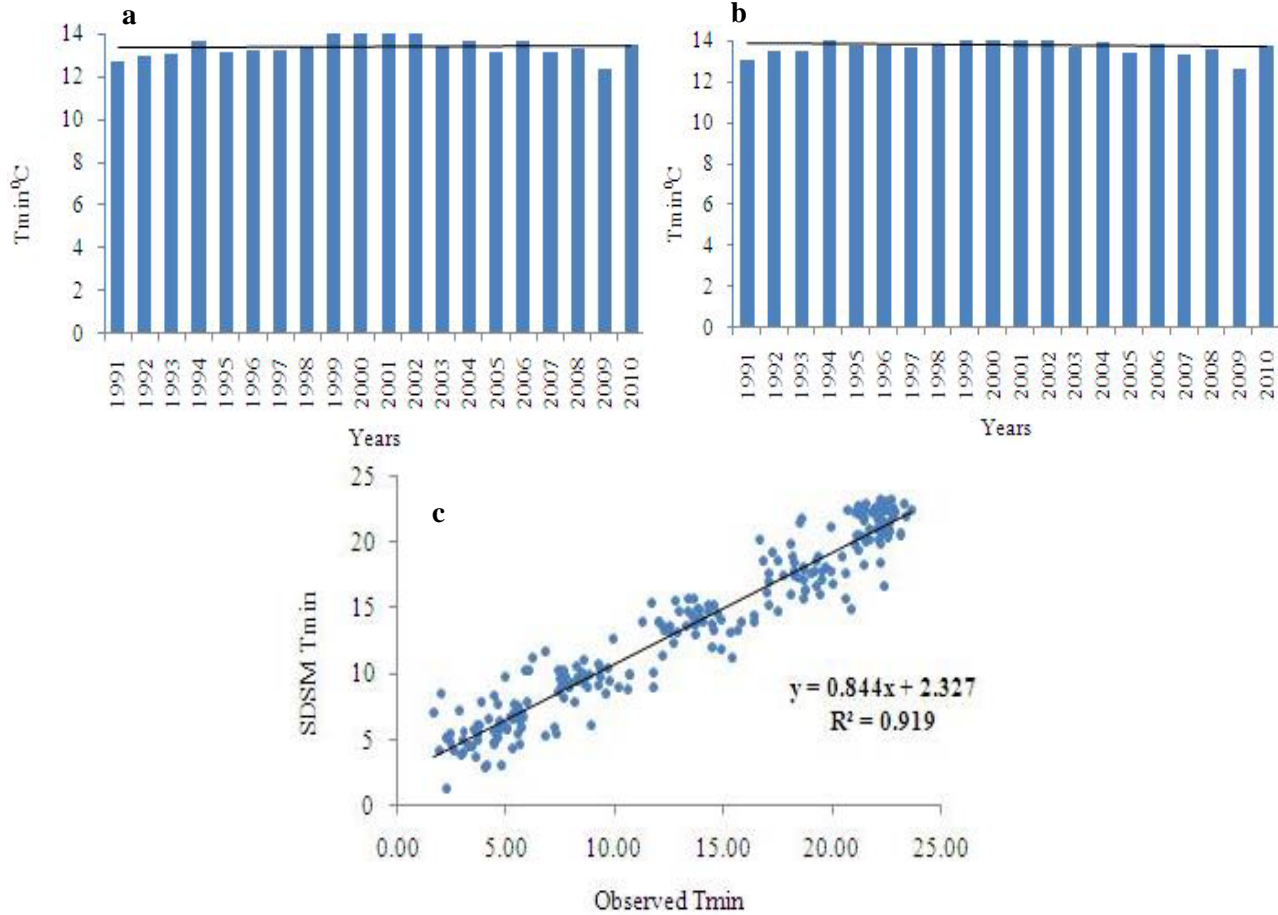 a
14
12
10
8
6
4
2
0
Tmin⁰C
1991 1992 1993 1994 1995 1996 1997 1998 1999 2000 2001 2002 2003 2004 2005 2006 2007 2008 2009 2010
Years
b
14
12
10
8
6
4
2
0
Tmin⁰C
1991 1992 1993 1994 1995 1996 1997 1998 1999 2000 2001 2002 2003 2004 2005 2006 2007 2008 2009 2010
Years
c
25
20
15
10
5
0
SDSM Tmin
y = 0.844x + 2.327
R² = 0.919
0.00 5.00 10.00 15.00 20.00 25.00
Observed Tmin